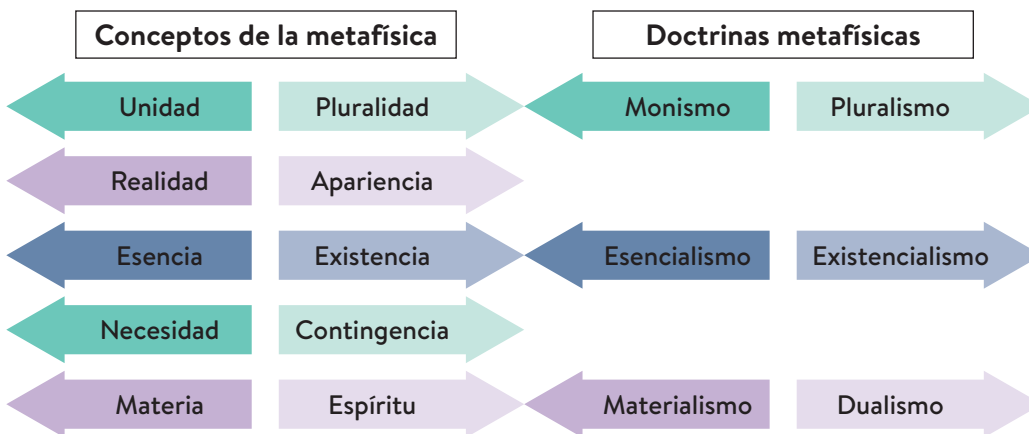 Conceptos de la metafísica
Doctrinas metafísicas
Unidad
Pluralidad
Monismo
Pluralismo
Realidad
Apariencia
Esencia
Existencia
Esencialismo
Existencialismo
Necesidad
Contingencia
Materia
Espíritu
Materialismo
Dualismo